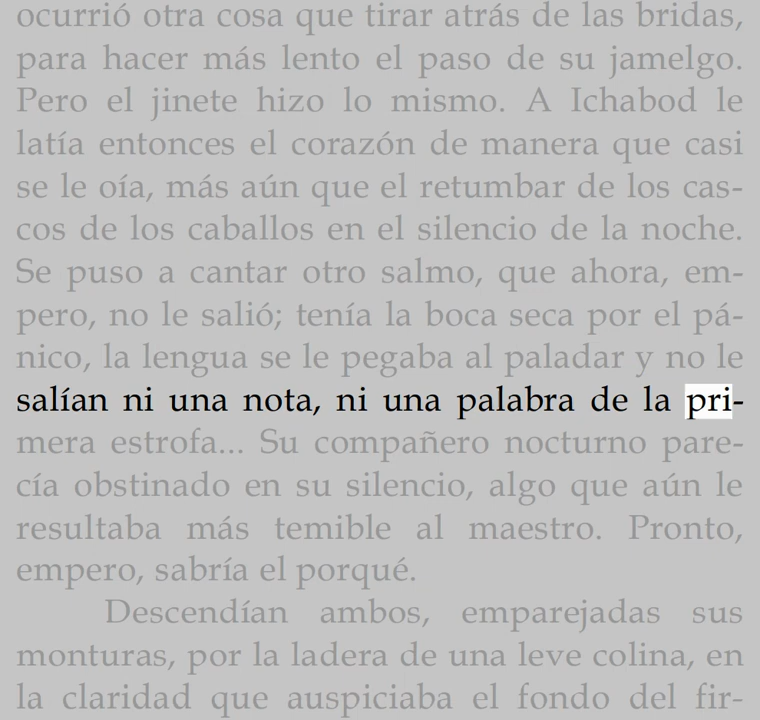 ocurrió otra cosa que tirar atrás de las bridas,
para hacer más lento el paso de su jamelgo.
Pero el jinete hizo lo mismo. A Ichabod le
latía entonces el corazón de manera que casi
se le oía, más aún que el retumbar de los cas-
cos de los caballos en el silencio de la noche.
Se puso a cantar otro salmo, que ahora, em-
pero, no le salió; tenía la boca seca por el pá-
nico, la lengua se le pegaba al paladar y no le
salían ni una nota, ni una palabra de la pri-
mera estrofa... Su compañero nocturno pare-
cía obstinado en su silencio, algo que aún le
resultaba más temible al maestro. Pronto,
empero, sabría el porqué.
Descendían ambos, emparejadas sus
monturas, por la ladera de una leve colina, en
la claridad que auspiciaba el fondo del fir-